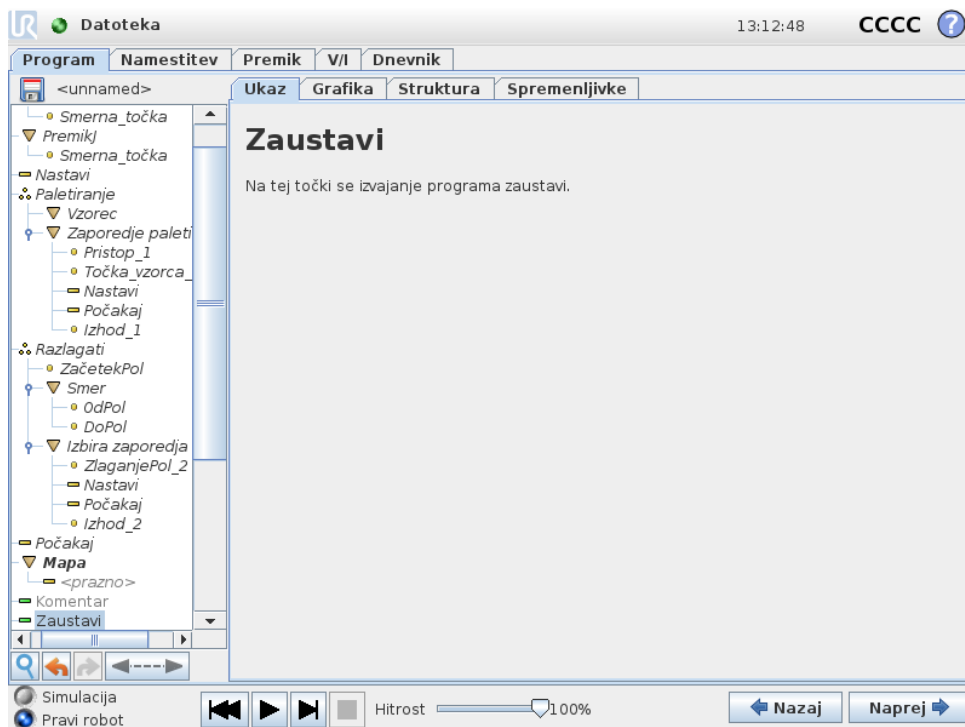 UR
Datoteka
13:12:48
CCCC
?
Program
Namestitev
Premik
V/I
Dnevnik
<unnamed>
Ukaz
Grafika
Struktura
Spremenljivke
Smerna_točka
PremikJ
Smerna_točka
Nastavi
Paletiranje
Vzorec
Zaporedje paleti
Pristop_1
Točka_vzorca_
Nastavi
Počakaj
Izhod_1
Razlagati
ZačetekPol
Smer
0dPol
DoPol
Izbira zaporedja
ZlaganjePol_2
Nastavi
Počakaj
Izhod_2
Počakaj
Mapa
<prazno>
Komentar
Zaustavi
Zaustavi
Na tej točki se izvajanje programa zaustavi.
Simulacija
Pravi robot
Hitrost
100%
Nazaj
Naprej